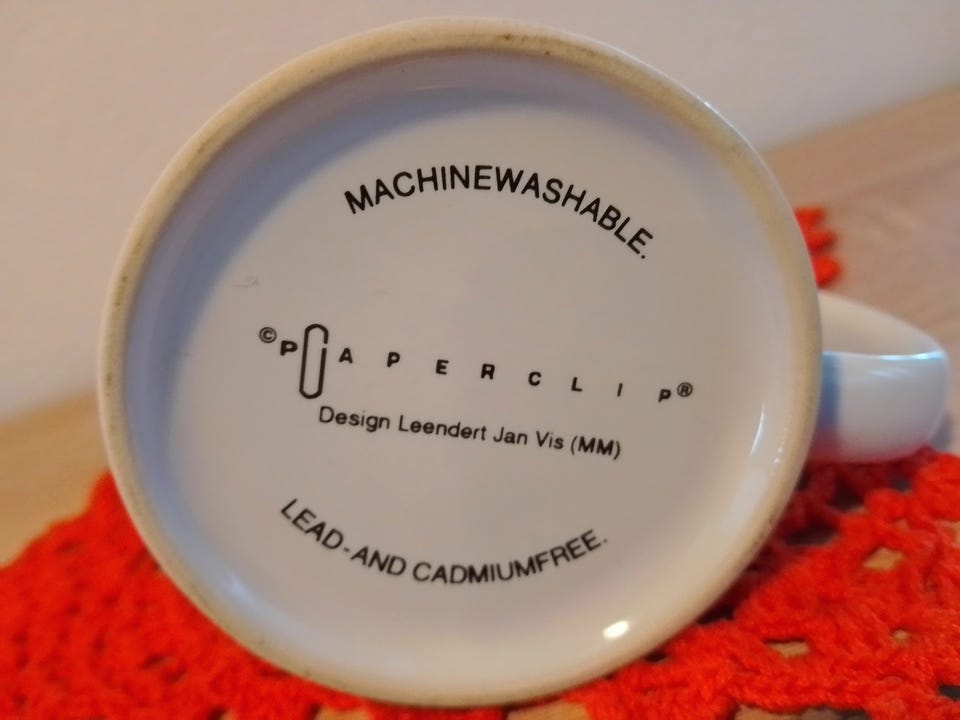 MACHINEWASHABLE.
© PAPERCLIP®
Design Leendert Jan Vis (MM)
LEAD-AND CADMIUMFREE.